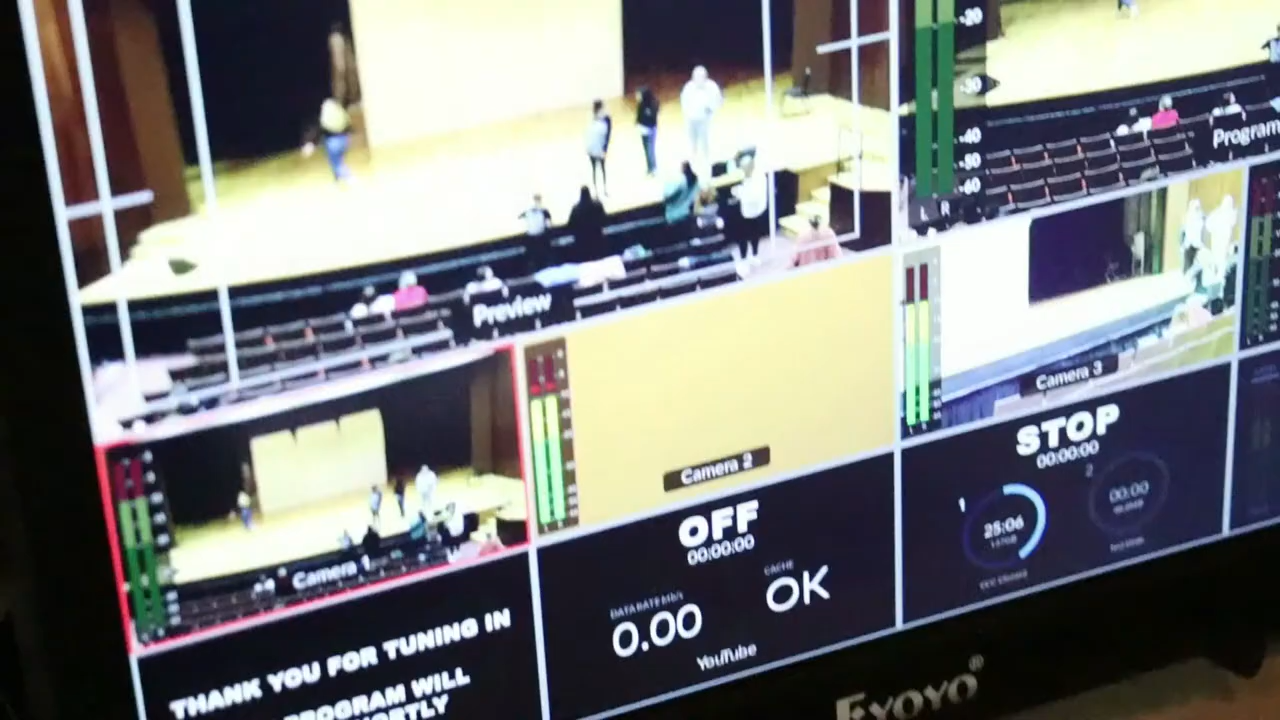 -20
-30
-40
-50
-60
L R
Program
Preview
Camera 1
Camera 2
Camera 3
OFF
00:00:00
DATA RATE Mb/s
0.00
CACHE
OK
YouTube
STOP
00:00:00
1
25:06
2
00:00
THANK YOU FOR TUNING IN
PROGRAM WILL
EYOYO®